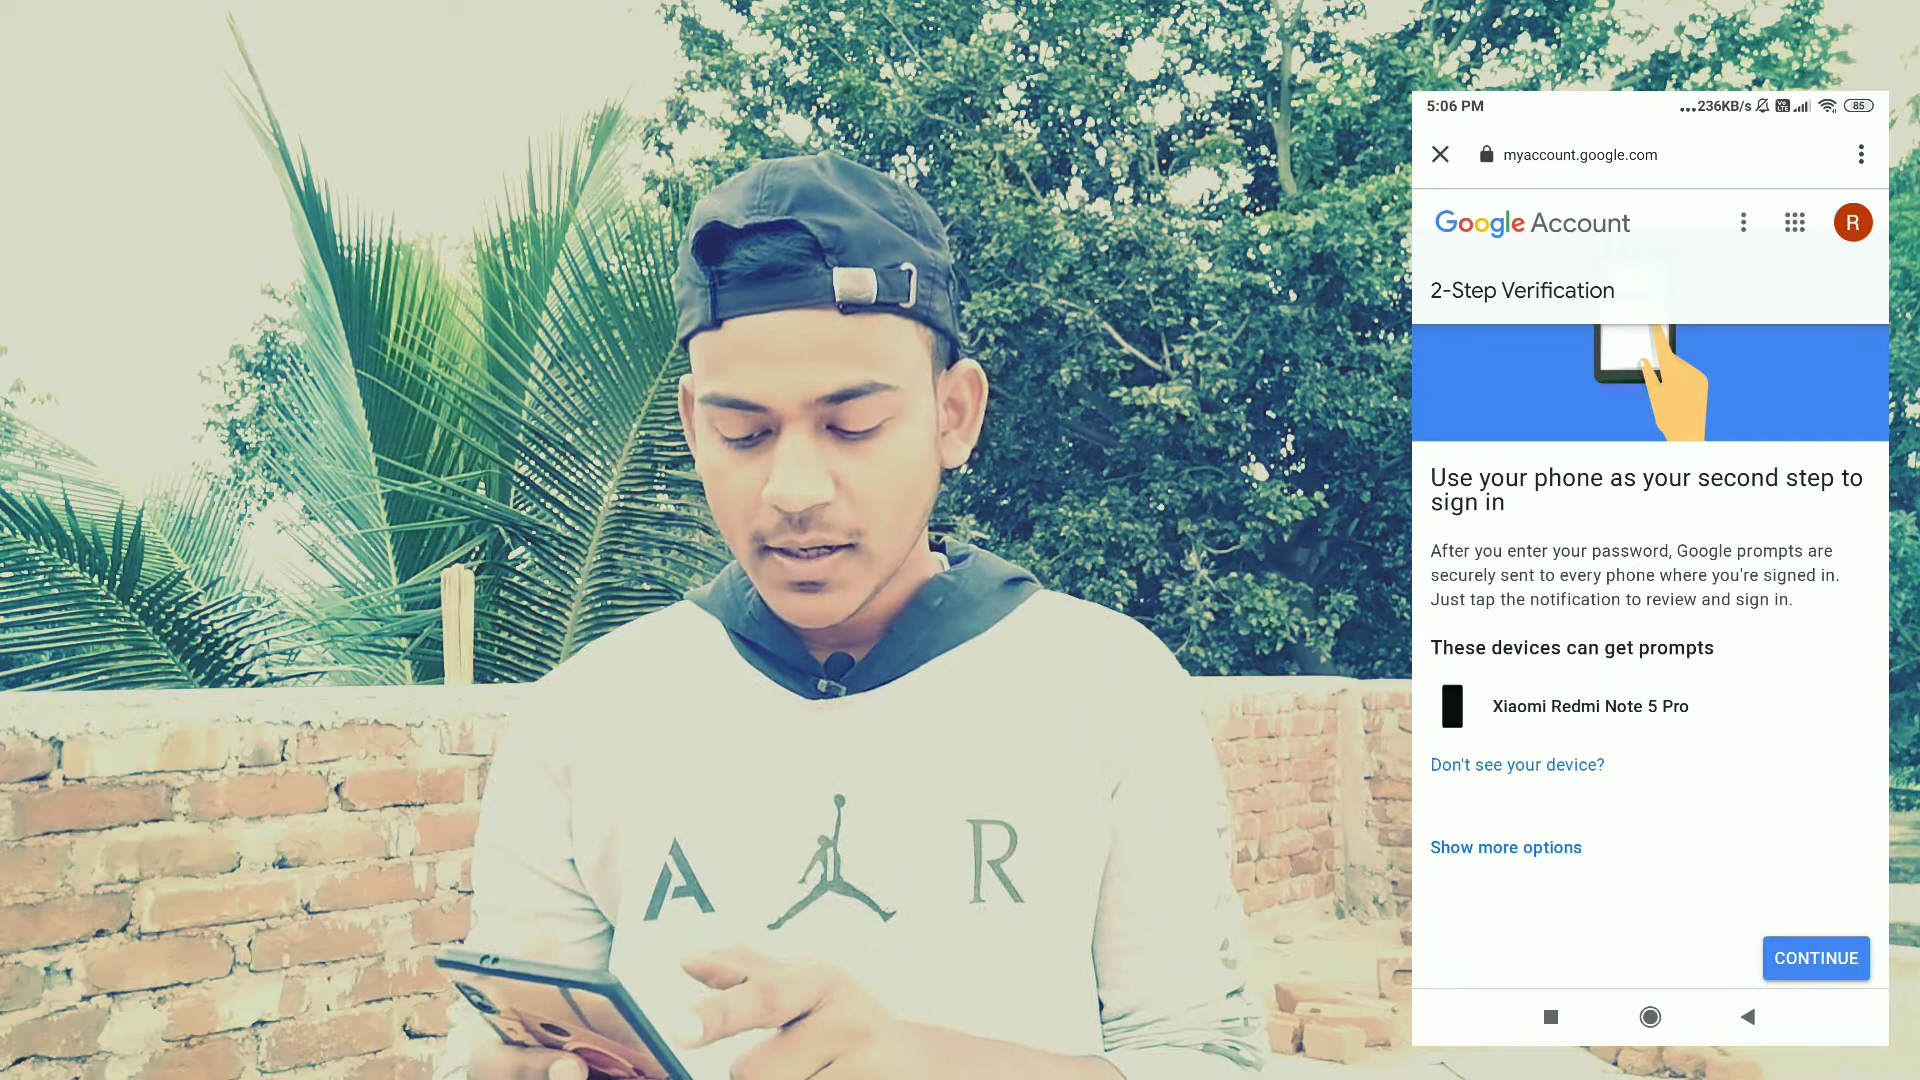 5:06 PM ...236KB/s 85
myaccount.google.com
Google Account R
2-Step Verification
Use your phone as your second step to
sign in
After you enter your password, Google prompts are
securely sent to every phone where you're signed in.
Just tap the notification to review and sign in.
These devices can get prompts
Xiaomi Redmi Note 5 Pro
Don't see your device?
Show more options
CONTINUE
A R